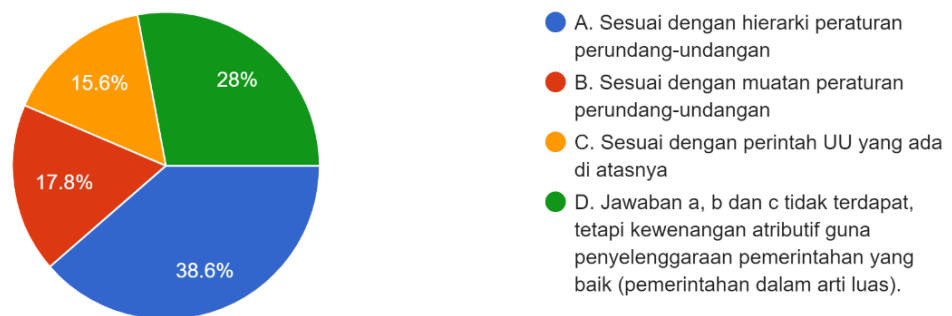 15.6%
28%
17.8%
38.6%
A. Sesuai dengan hierarki peraturan
perundang-undangan
B. Sesuai dengan muatan peraturan
perundang-undangan
C. Sesuai dengan perintah UU yang ada
di atasnya
D. Jawaban a, b dan c tidak terdapat,
tetapi kewenangan atributif guna
penyelenggaraan pemerintahan yang
baik (pemerintahan dalam arti luas).